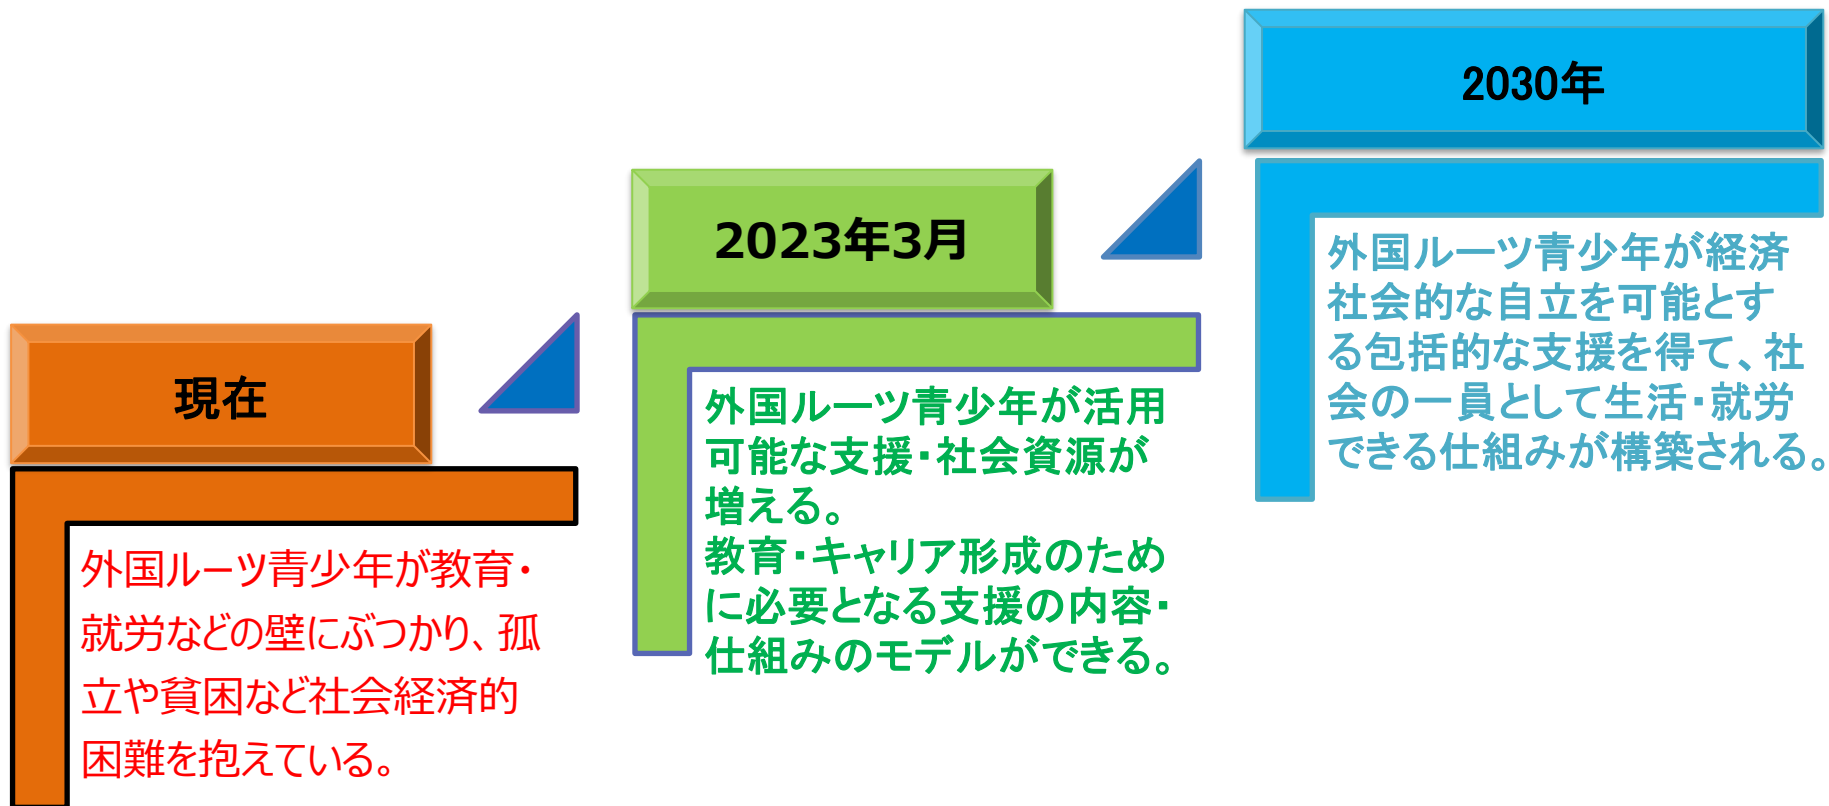 現在
外国ルーツ青少年が教育・
就労などの壁にぶつかり、孤
立や貧困など社会経済的
困難を抱えている。
2023年3月
外国ルーツ青少年が活用
可能な支援・社会資源が
増える。
教育・キャリア形成のため
に必要となる支援の内容・
仕組みのモデルができる。
2030年
外国ルーツ青少年が経済
社会的な自立を可能とす
る包括的な支援を得て、社
会の一員として生活・就労
できる仕組みが構築される。